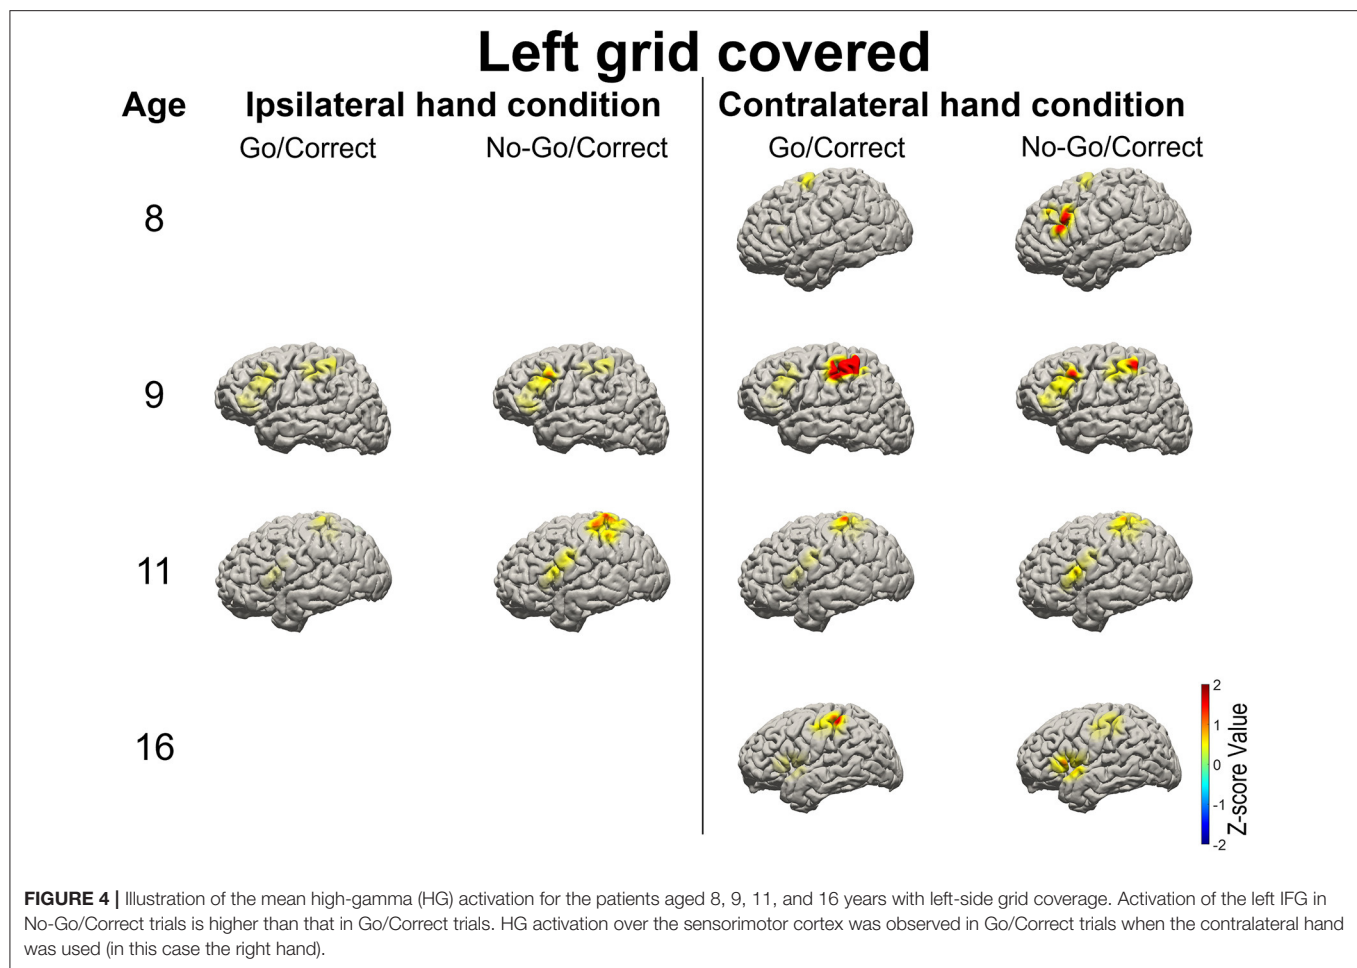 Left grid covered
Age Ipsilateral hand condition Contralateral hand condition
Go/Correct No-Go/Correct Go/Correct No-Go/Correct
8
9
11
16
2
1
0
-1
-2
Z-score Value
FIGURE 4 | Illustration of the mean high-gamma (HG) activation for the patients aged 8, 9, 11, and 16 years with left-side grid coverage. Activation of the left IFG in
No-Go/Correct trials is higher than that in Go/Correct trials. HG activation over the sensorimotor cortex was observed in Go/Correct trials when the contralateral hand
was used (in this case the right hand).